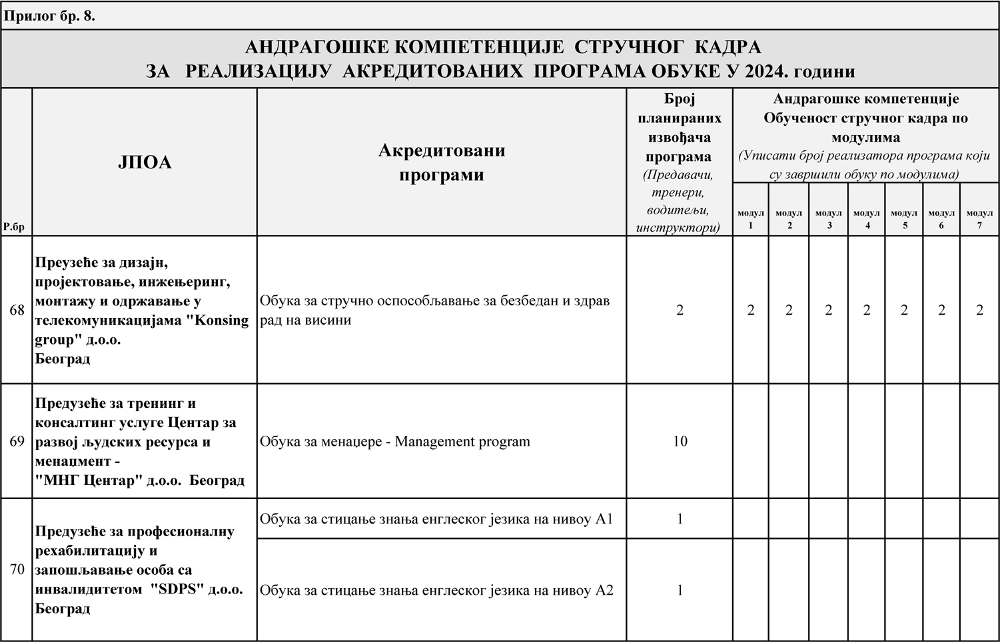 Прилог бр. 8.
АНДРАГОШКЕ КОМПЕТЕНЦИЈЕ СТРУЧНОГ КАДРА
ЗА РЕАЛИЗАЦИЈУ АКРЕДИТОВАНИХ ПРОГРАМА ОБУКЕ У 2024. години
Р.бр
ЈПОА
Акредитовани
програми
Број
планираних
извођача
програма
(Предавачи,
тренери,
водитељи,
инструктори)
Андрагошке компетенције
Обученост стручног кадра по
модулима
(Уписати број реализатора програма који
су завршили обуку по модулима)
модул
1
модул
2
модул
3
модул
4
модул
5
модул
6
модул
7
68
Преузеће за дизајн,
пројектовање, инжењеринг,
монтажу и одржавање у
телекомуникацијама "Konsing
group" д.о.о.
Београд
Обука за стручно оспособљавање за безбедан и здрав
рад на висини
2
2
2
2
2
2
2
2
69
Предузеће за тренинг и
консалтинг услуге Центар за
развој људских ресурса и
менаџмент -
"МНГ Центар" д.о.о. Београд
Обука за менаџере - Management program
10
70
Предузеће за професионалну
рехабилитацију и
запошљавање особа са
инвалидитетом "SDPS" д.о.о.
Београд
Обука за стицање знања енглеског језика на нивоу А1
1
Обука за стицање знања енглеског језика на нивоу А2
1